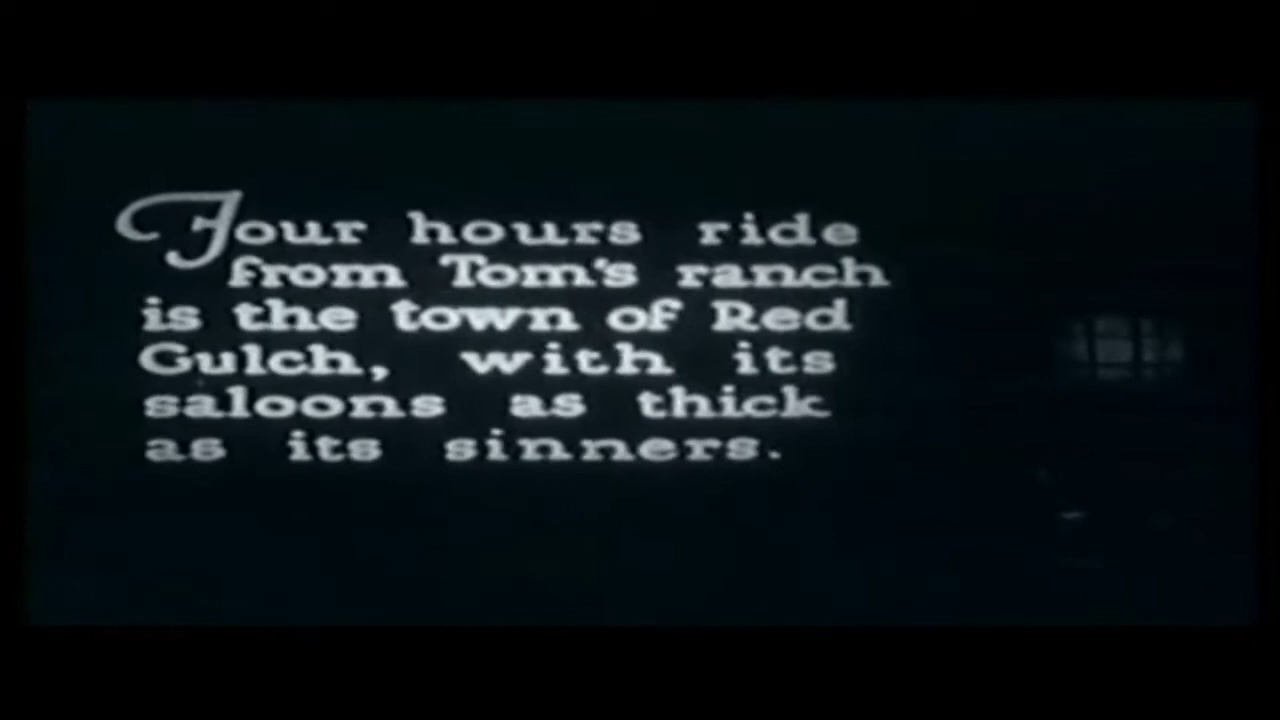 Four hours ride
from Tom's ranch
is the town of Red
Gulch, with its
saloons as thick
as its sinners.